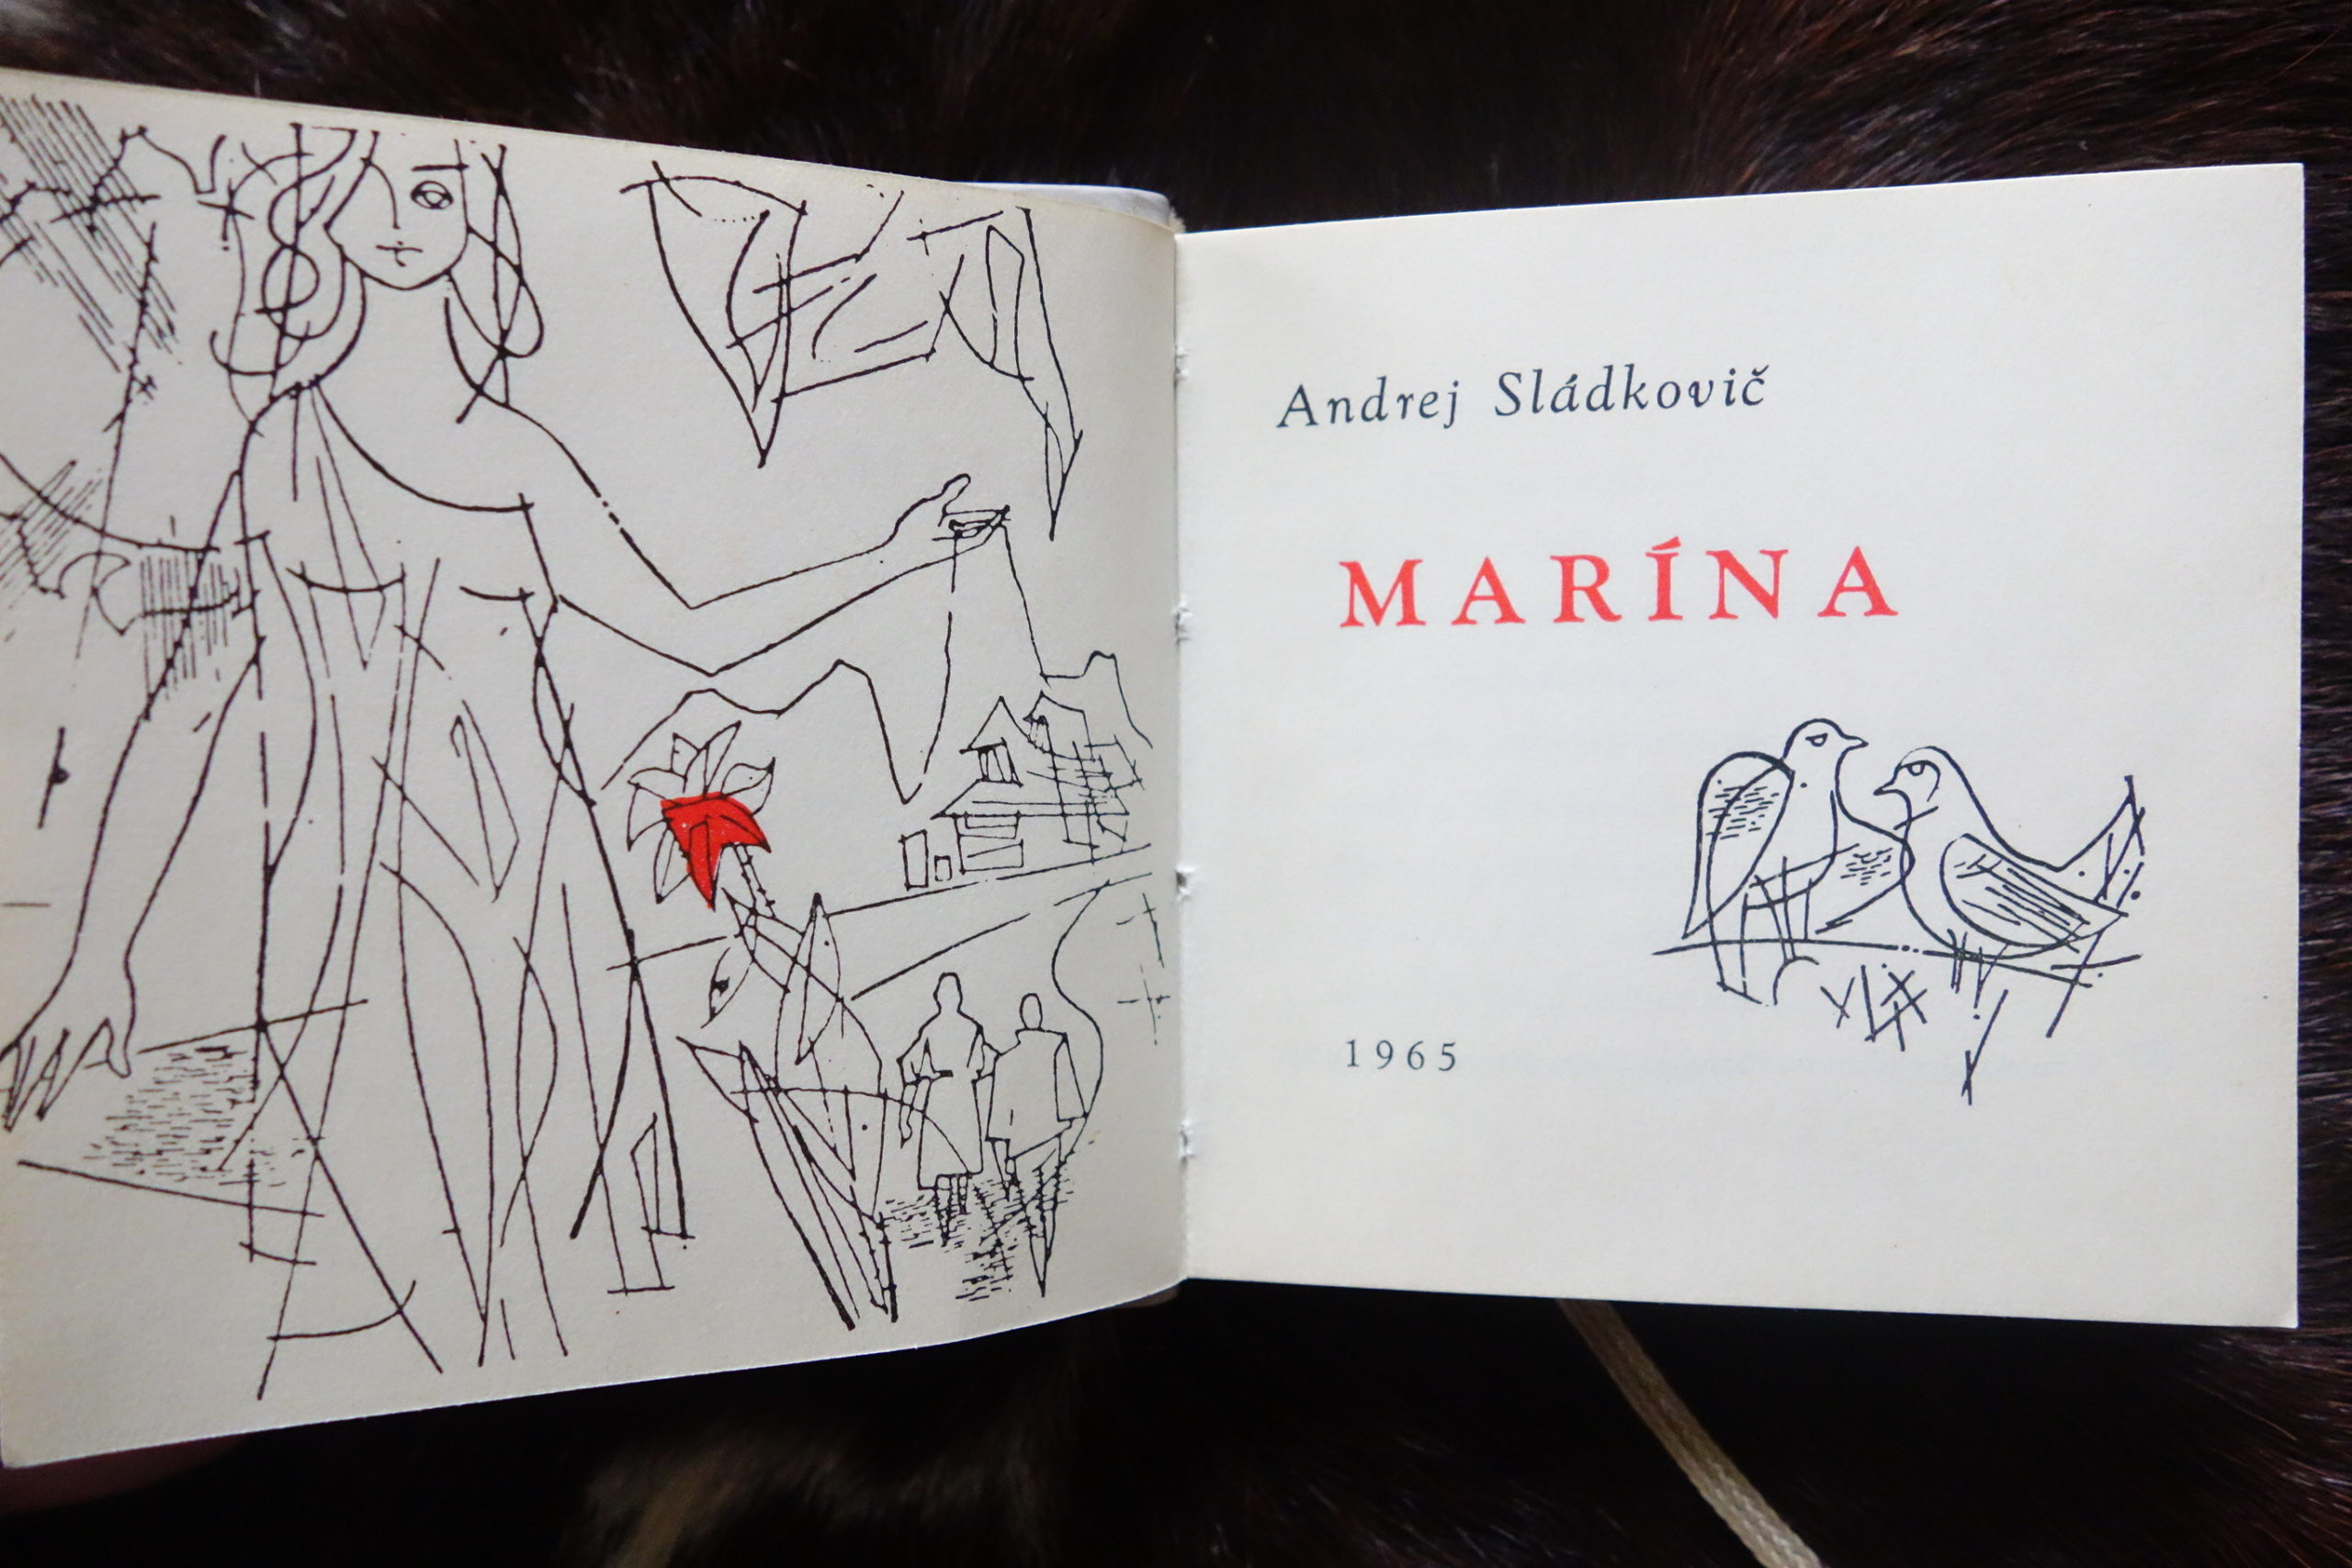 Andrej Sládkovič
MARÍNA
1965